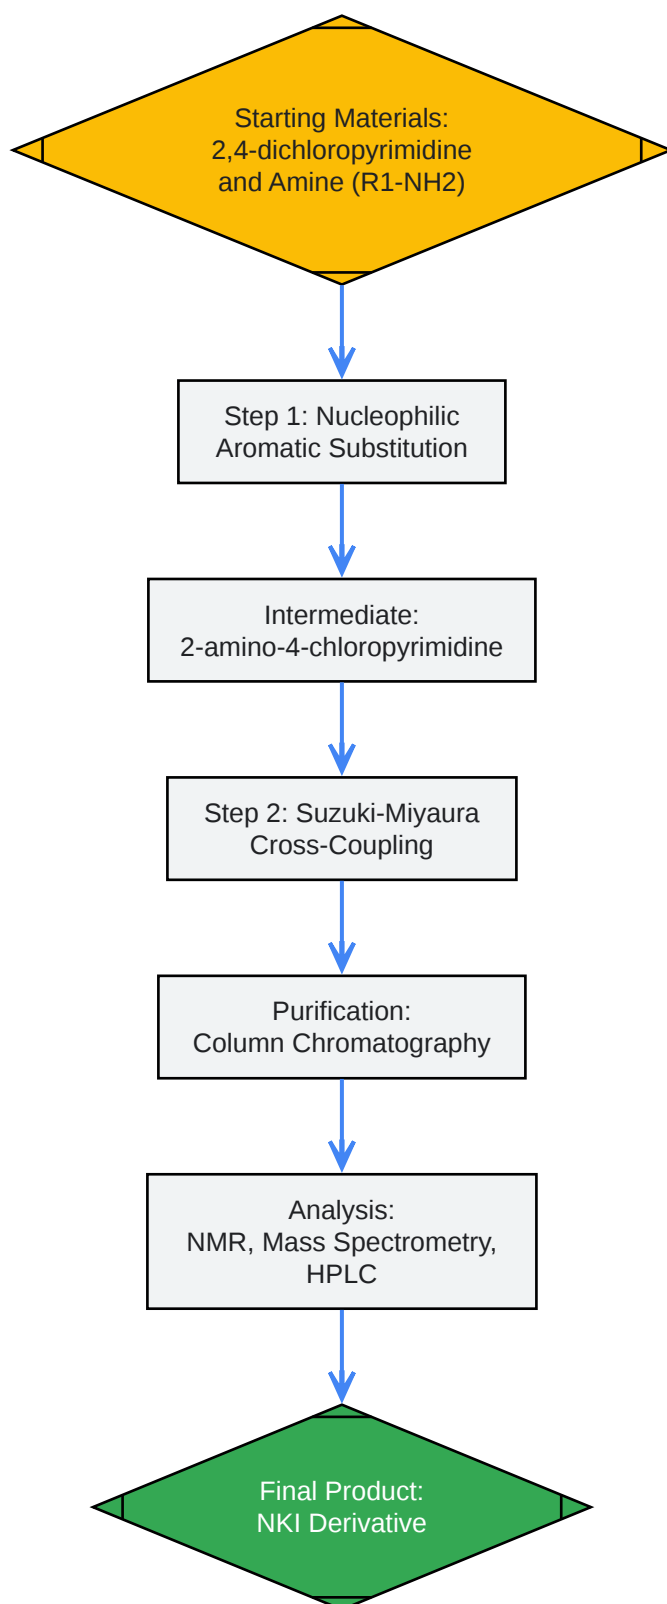 Starting Materials:
2,4-dichloropyrimidine
and Amine (R1-NH2)
Step 1: Nucleophilic
Aromatic Substitution
Intermediate:
2-amino-4-chloropyrimidine
Step 2: Suzuki-Miyaura
Cross-Coupling
Purification:
Column Chromatography
Analysis:
NMR, Mass Spectrometry,
HPLC
Final Product:
NKI Derivative